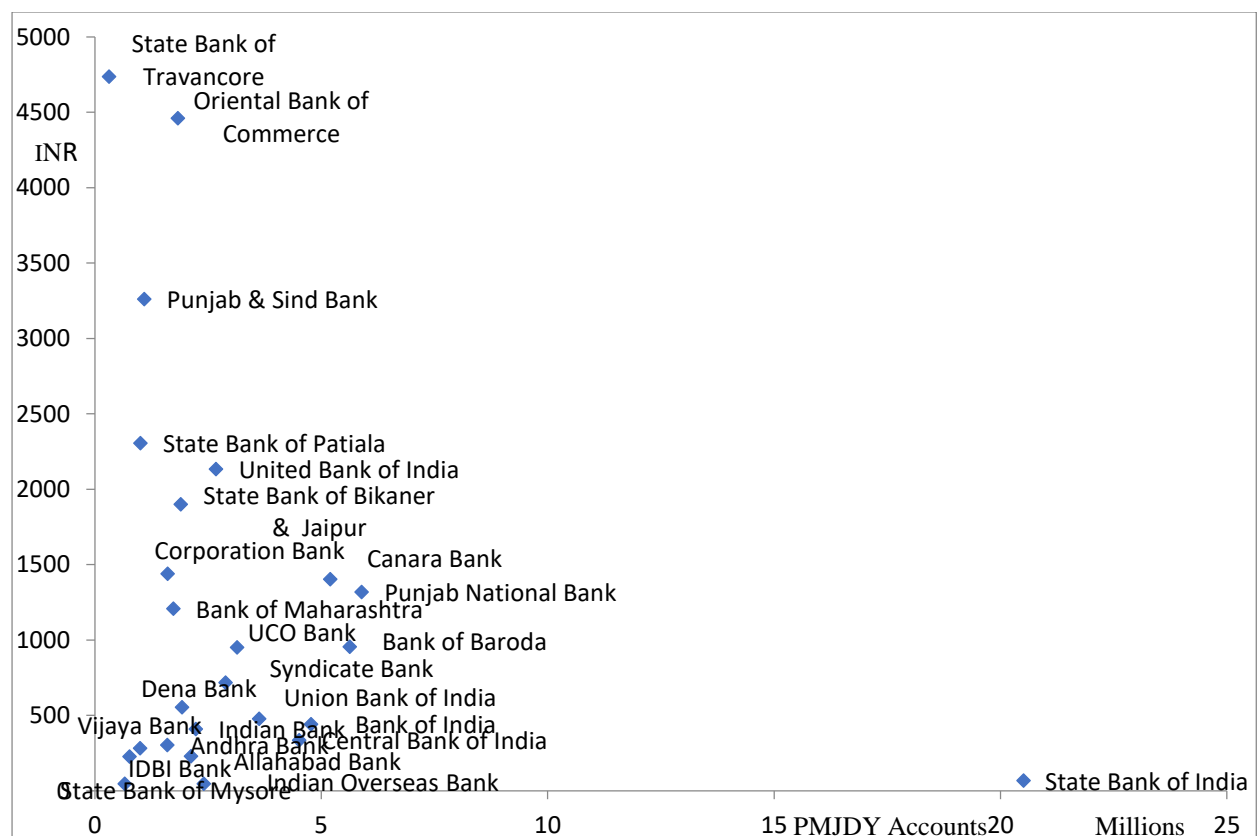 5000
State Bank of
Travancore
4500
Oriental Bank of
Commerce
INR
4000
3500
Punjab & Sind Bank
3000
2500
State Bank of Patiala
United Bank of India
2000
State Bank of Bikaner
& Jaipur
Corporation Bank
1500
Canara Bank
Punjab National Bank
Bank of Maharashtra
1000
UCO Bank
Bank of Baroda
Syndicate Bank
Dena Bank
Union Bank of India
500
Vijaya Bank
Indian Bank
Bank of India
Andhra Bank
Central Bank of India
IDBI Bank
Allahabad Bank
0
State Bank of Mysore
Indian Overseas Bank
State Bank of India
0 5 10 15 PMJDY Accounts 20 Millions 25